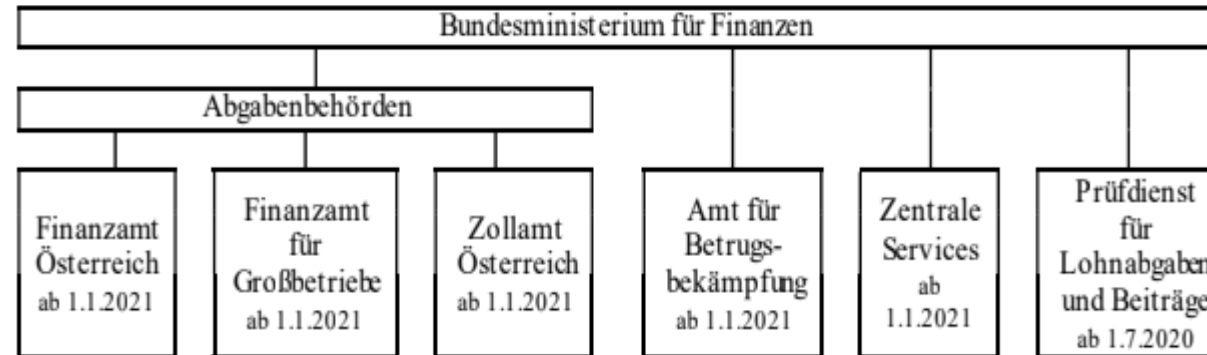 Bundesministerium für Finanzen
Abgabenbehörden
Finanzamt
Österreich
ab 1.1.2021
Finanzamt
für
Großbetriebe
ab 1.1.2021
Zollamt
Österreich
ab 1.1.2021
Amt für
Betrugs-
bekämpfung
ab 1.1.2021
Zentrale
Services
ab
1.1.2021
Prüfdienst
für
Lohnabgaben
und Beiträge
ab 1.7.2020